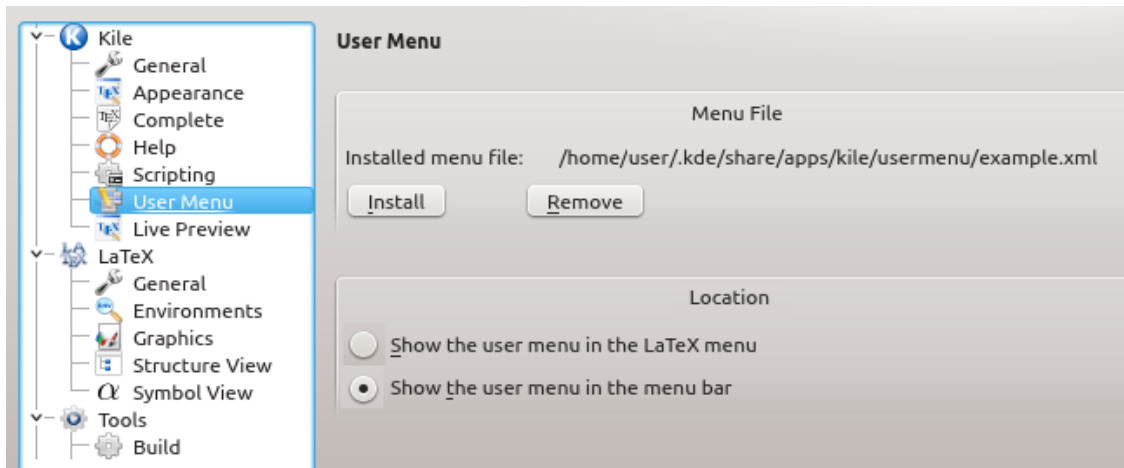 Kile
General
Appearance
Complete
Help
Scripting
User Menu
Live Preview
LaTeX
General
Environments
Graphics
Structure View
Symbol View
Tools
Build
User Menu
Menu File
Installed menu file: /home/user/.kde/share/apps/kile/usermenu/example.xml
Install Remove
Location
Show the user menu in the LaTeX menu
Show the user menu in the menu bar